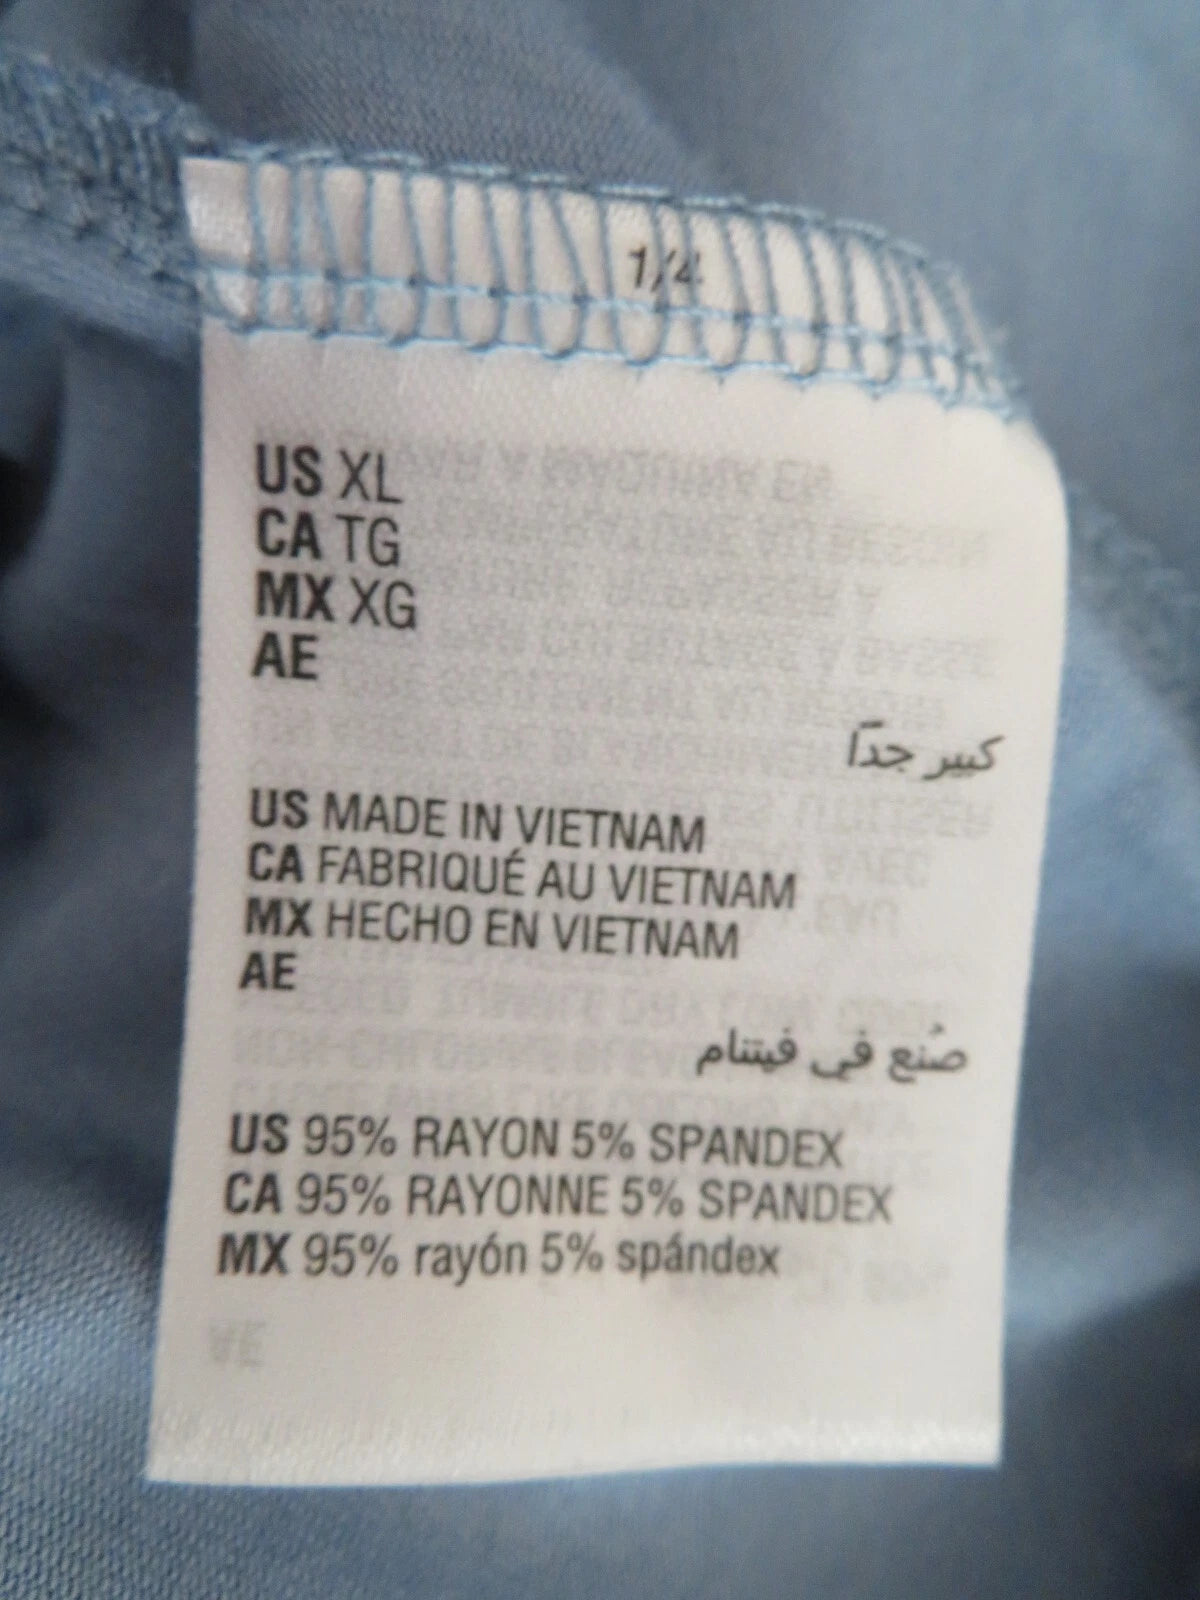 1/4
US XL
CA TG
MX XG
AE
كبير جدًا
US MADE IN VIETNAM
CA FABRIQUÉ AU VIETNAM
MX HECHO EN VIETNAM
AE
صُنع في فيتنام
US 95% RAYON 5% SPANDEX
CA 95% RAYONNE 5% SPANDEX
MX 95% rayón 5% spándex